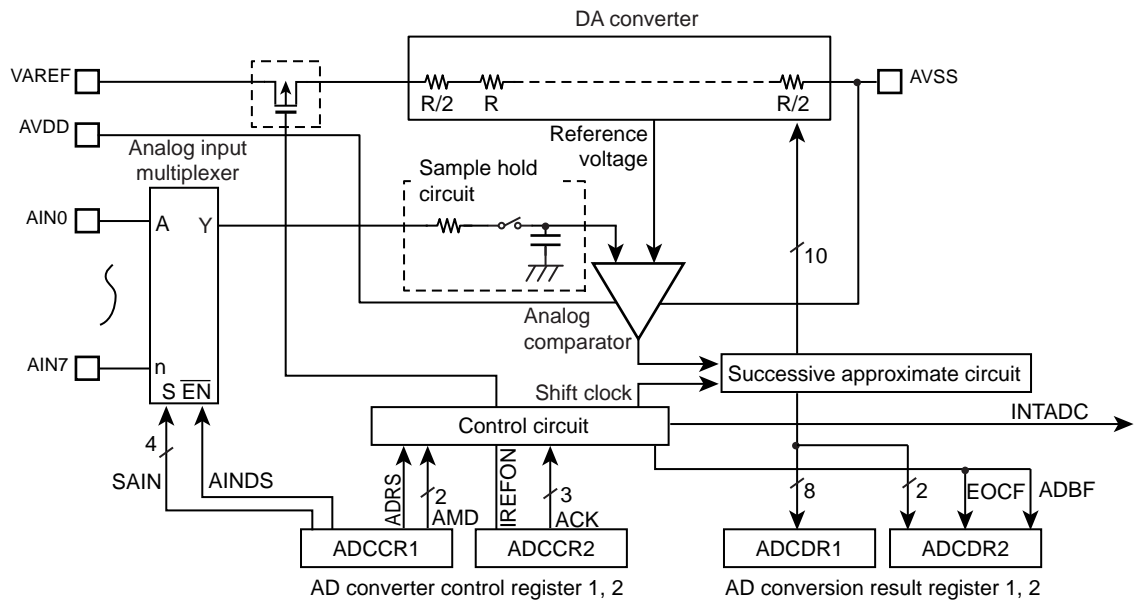 DA converter
VAREF
AVSS
R/2
R
R/2
AVDD
Reference
voltage
Analog input
multiplexer
Sample hold
circuit
AIN0
A
Y
10
Analog
comparator
AIN7
n
S
EN
Successive approximate circuit
Shift clock
INTADC
Control circuit
4
SAIN
AINDS
ADRS
2
AMD
IREFON
3
ACK
8
2
EOCF
ADBF
ADCCR1
ADCCR2
ADCDR1
ADCDR2
AD converter control register 1, 2
AD conversion result register 1, 2